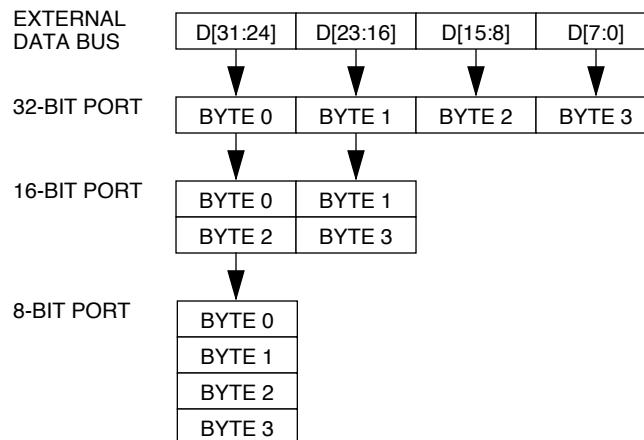 EXTERNAL
DATA BUS
D[31:24] D[23:16] D[15:8] D[7:0]
32-BIT PORT
BYTE 0 BYTE 1 BYTE 2 BYTE 3
16-BIT PORT
BYTE 0 BYTE 1
BYTE 2 BYTE 3
8-BIT PORT
BYTE 0
BYTE 1
BYTE 2
BYTE 3